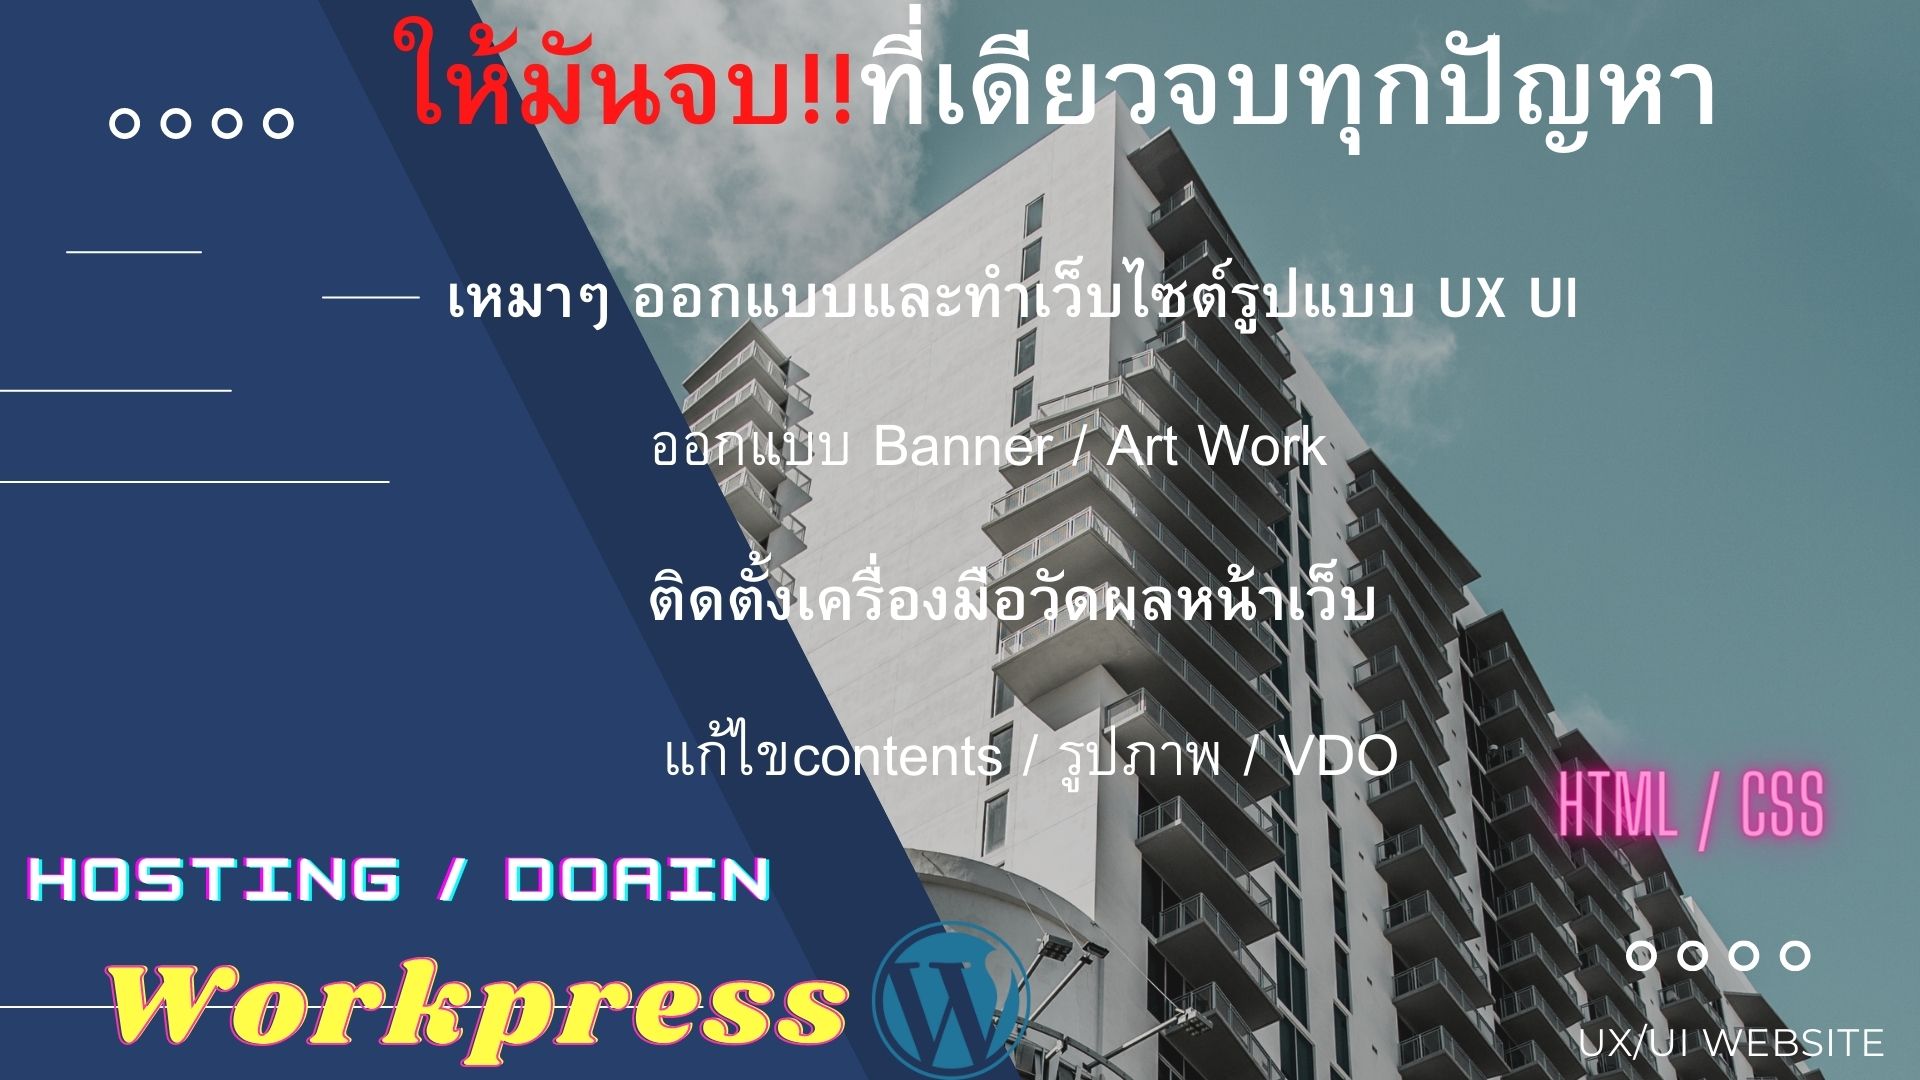 ให้มันจบ!!ที่เดียวจบทุกปัญหา
เหมาๆ ออกแบบและทำเว็บไซต์รูปแบบ UX UI
ออกแบบ Banner / Art Work
ติดตั้งเครื่องมือวัดผลหน้าเว็บ
แก้ไขcontents / รูปภาพ / VDO
HTML / CSS
HOSTING / DOAIN
Workpress
UX/UI WEBSITE